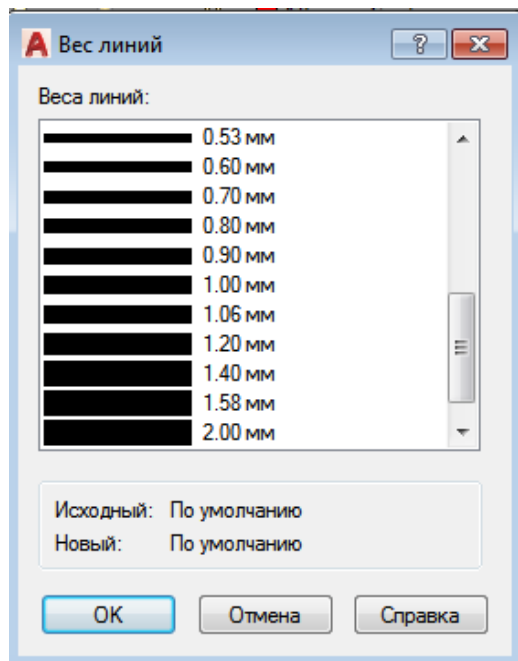 Вес линий
Веса линий:
0.53 мм
0.60 мм
0.70 мм
0.80 мм
0.90 мм
1.00 мм
1.06 мм
1.20 мм
1.40 мм
1.58 мм
2.00 мм
Исходный: По умолчанию
Новый: По умолчанию
OK Отмена Справка